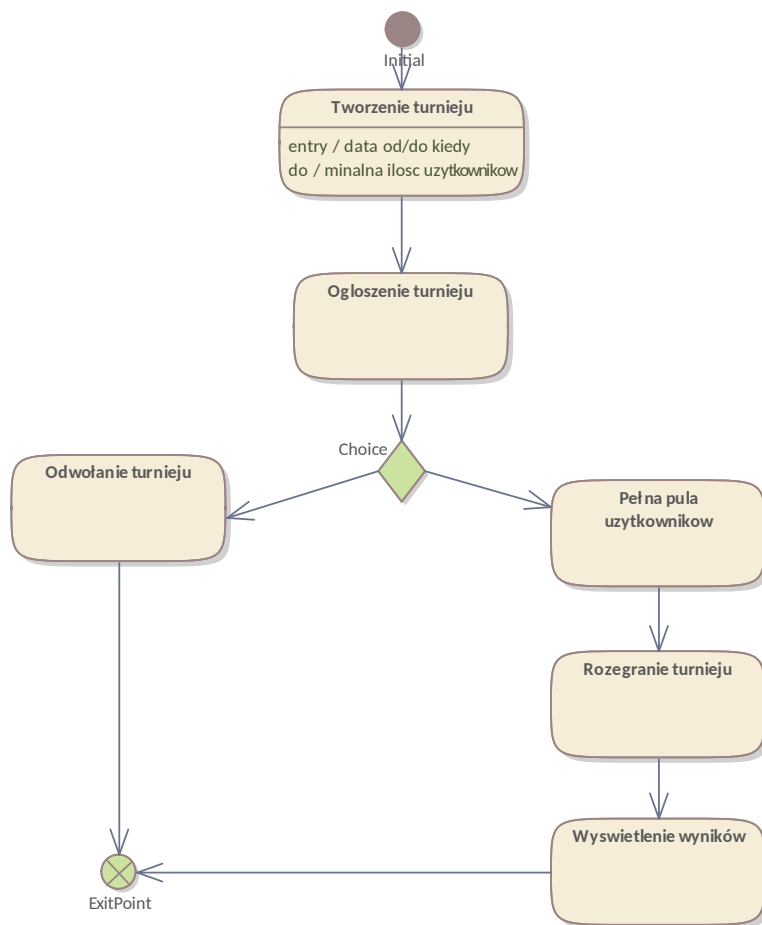 Initial
Tworzenie turnieju
entry / data od/do kiedy
do / minalna ilosc uzytkownikow
Ogloszenie turnieju
Choice
Odwołanie turnieju
Pełna pula
uzytkownikow
Rozegranie turnieju
Wyswietlenie wyników
ExitPoint